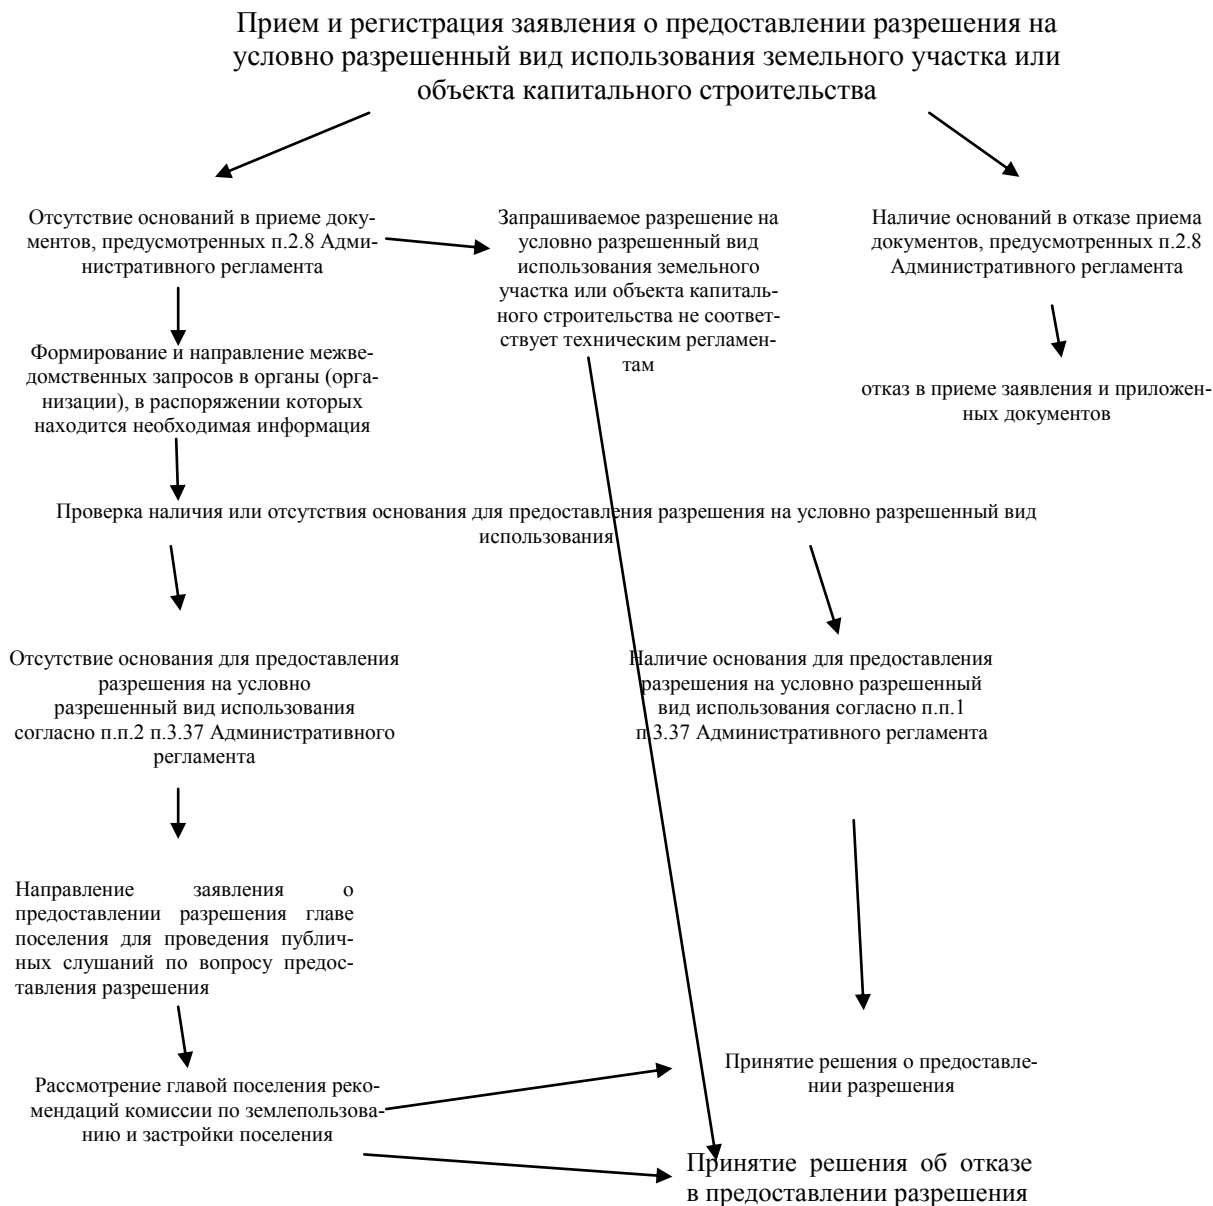 Прием и регистрация заявления о предоставлении разрешения на
условно разрешенный вид использования земельного участка или
объекта капитального строительства
Отсутствие оснований в приеме доку-
ментов, предусмотренных п.2.8 Адми-
нистративного регламента
Запрашиваемое разрешение на
условно разрешенный вид
использования земельного
участка или объекта капиталь-
ного строительства не соответ-
ствует техническим регламен-
там
Наличие оснований в отказе приема
документов, предусмотренных п.2.8
Административного регламента
Формирование и направление межве-
домственных запросов в органы (орга-
низации), в распоряжении которых
находится необходимая информация
отказ в приеме заявления и приложен-
ных документов
Проверка наличия или отсутствия основания для предоставления разрешения на условно разрешенный вид
использования
Отсутствие основания для предоставления
разрешения на условно
разрешенный вид использования
согласно п.п.2 п.3.37 Административного
регламента
Наличие основания для предоставления
разрешения на условно разрешенный
вид использования согласно п.п.1
п.3.37 Административного регламента
Направление заявления о
предоставлении разрешения главе
поселения для проведения публич-
ных слушаний по вопросу предос-
тавления разрешения
Рассмотрение главой поселения реко-
мендаций комиссии по землепользова-
нию и застройки поселения
Принятие решения о предоставле-
нии разрешения
Принятие решения об отказе
в предоставлении разрешения